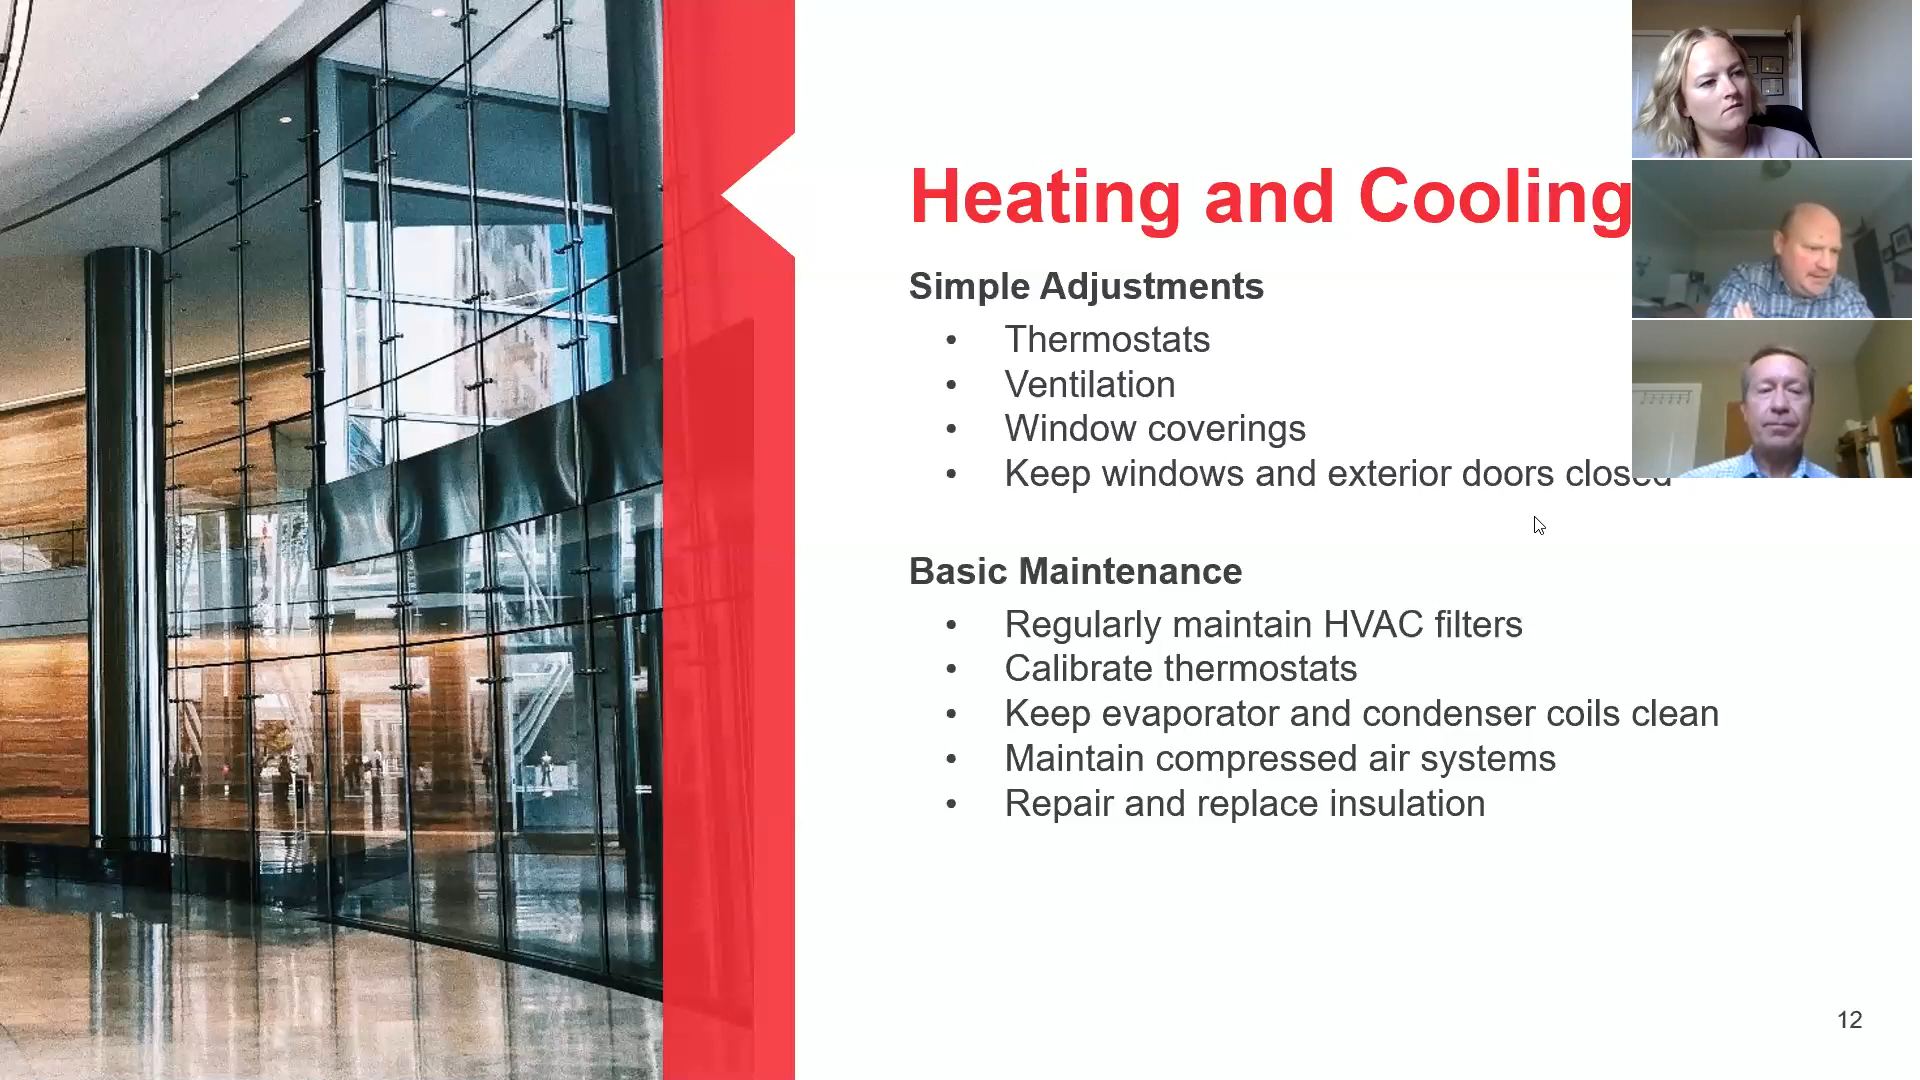 Heating and Cooling
Simple Adjustments
• Thermostats
• Ventilation
• Window coverings
• Keep windows and exterior doors closed
Basic Maintenance
• Regularly maintain HVAC filters
• Calibrate thermostats
• Keep evaporator and condenser coils clean
• Maintain compressed air systems
• Repair and replace insulation
12